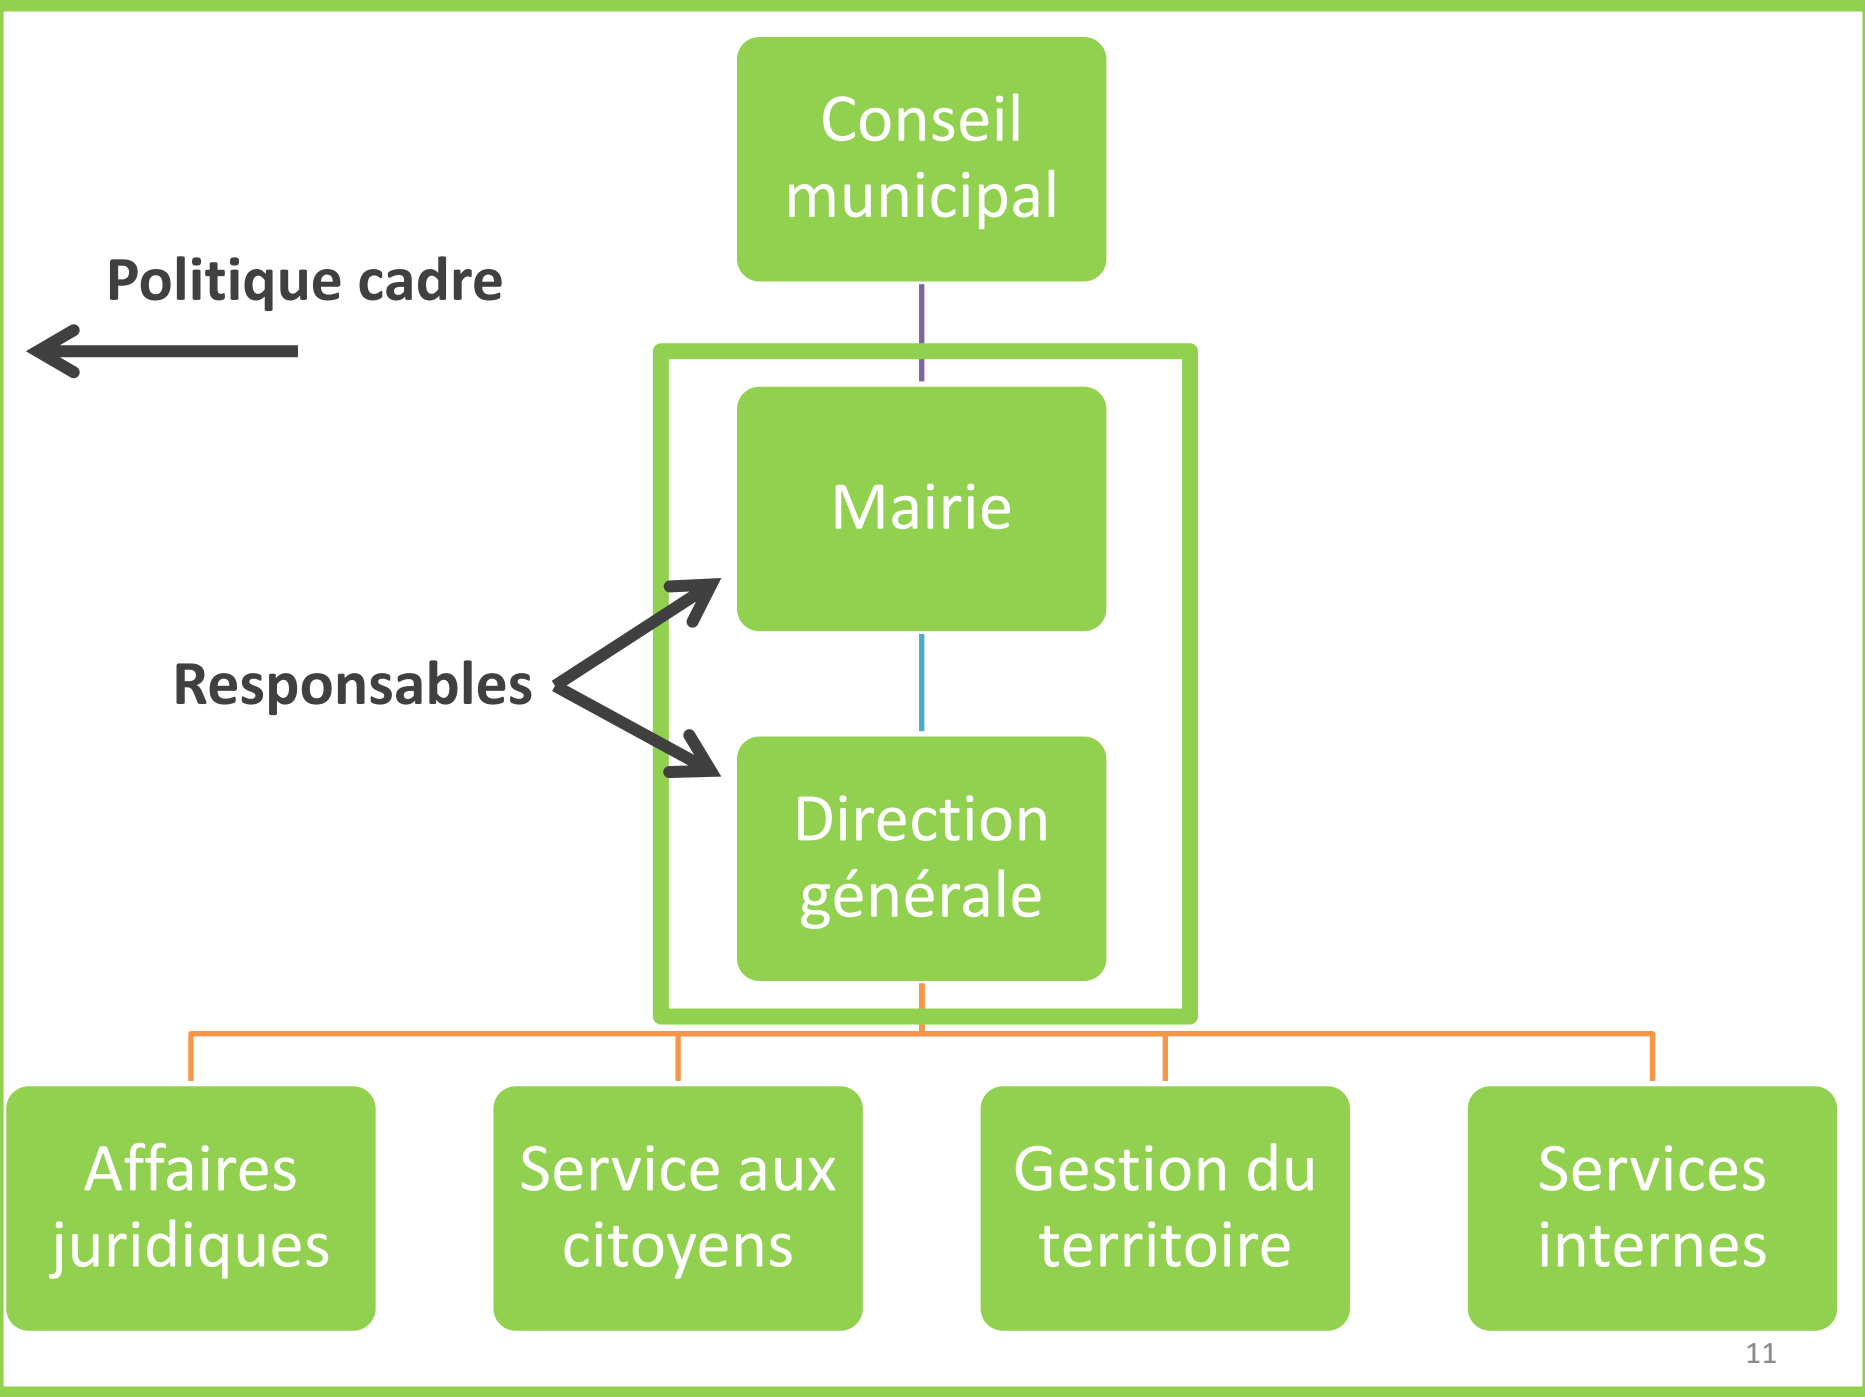 Conseil
municipal
Politique cadre
Mairie
Responsables
Direction
générale
Affaires
juridiques
Service aux
citoyens
Gestion du
territoire
Services
internes
11